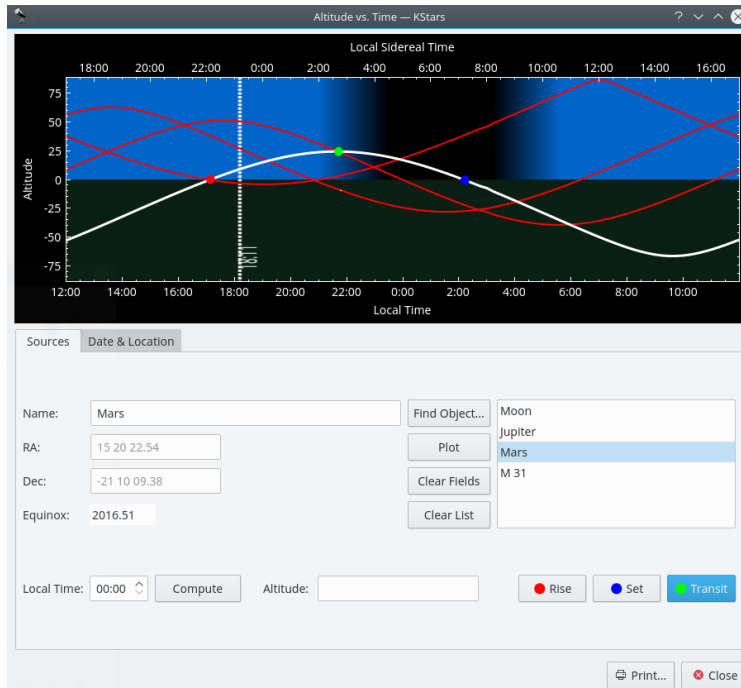 Altitude vs. Time — KStars
Local Sidereal Time
18:00 20:00 22:00 0:00 2:00 4:00 6:00 8:00 10:00 12:00 14:00 16:00
75
50
25
0
-25
-50
-75
Altitude
18:11
12:00 14:00 16:00 18:00 20:00 22:00 0:00 2:00 4:00 6:00 8:00 10:00
Local Time
Sources Date & Location
Name: Mars Find Object... Moon
Jupiter
RA: 15 20 22.54 Plot Mars
M 31
Dec: -21 10 09.38 Clear Fields
Equinox: 2016.51 Clear List
Local Time: 00:00 Compute Altitude: Rise Set Transit
Print... Close